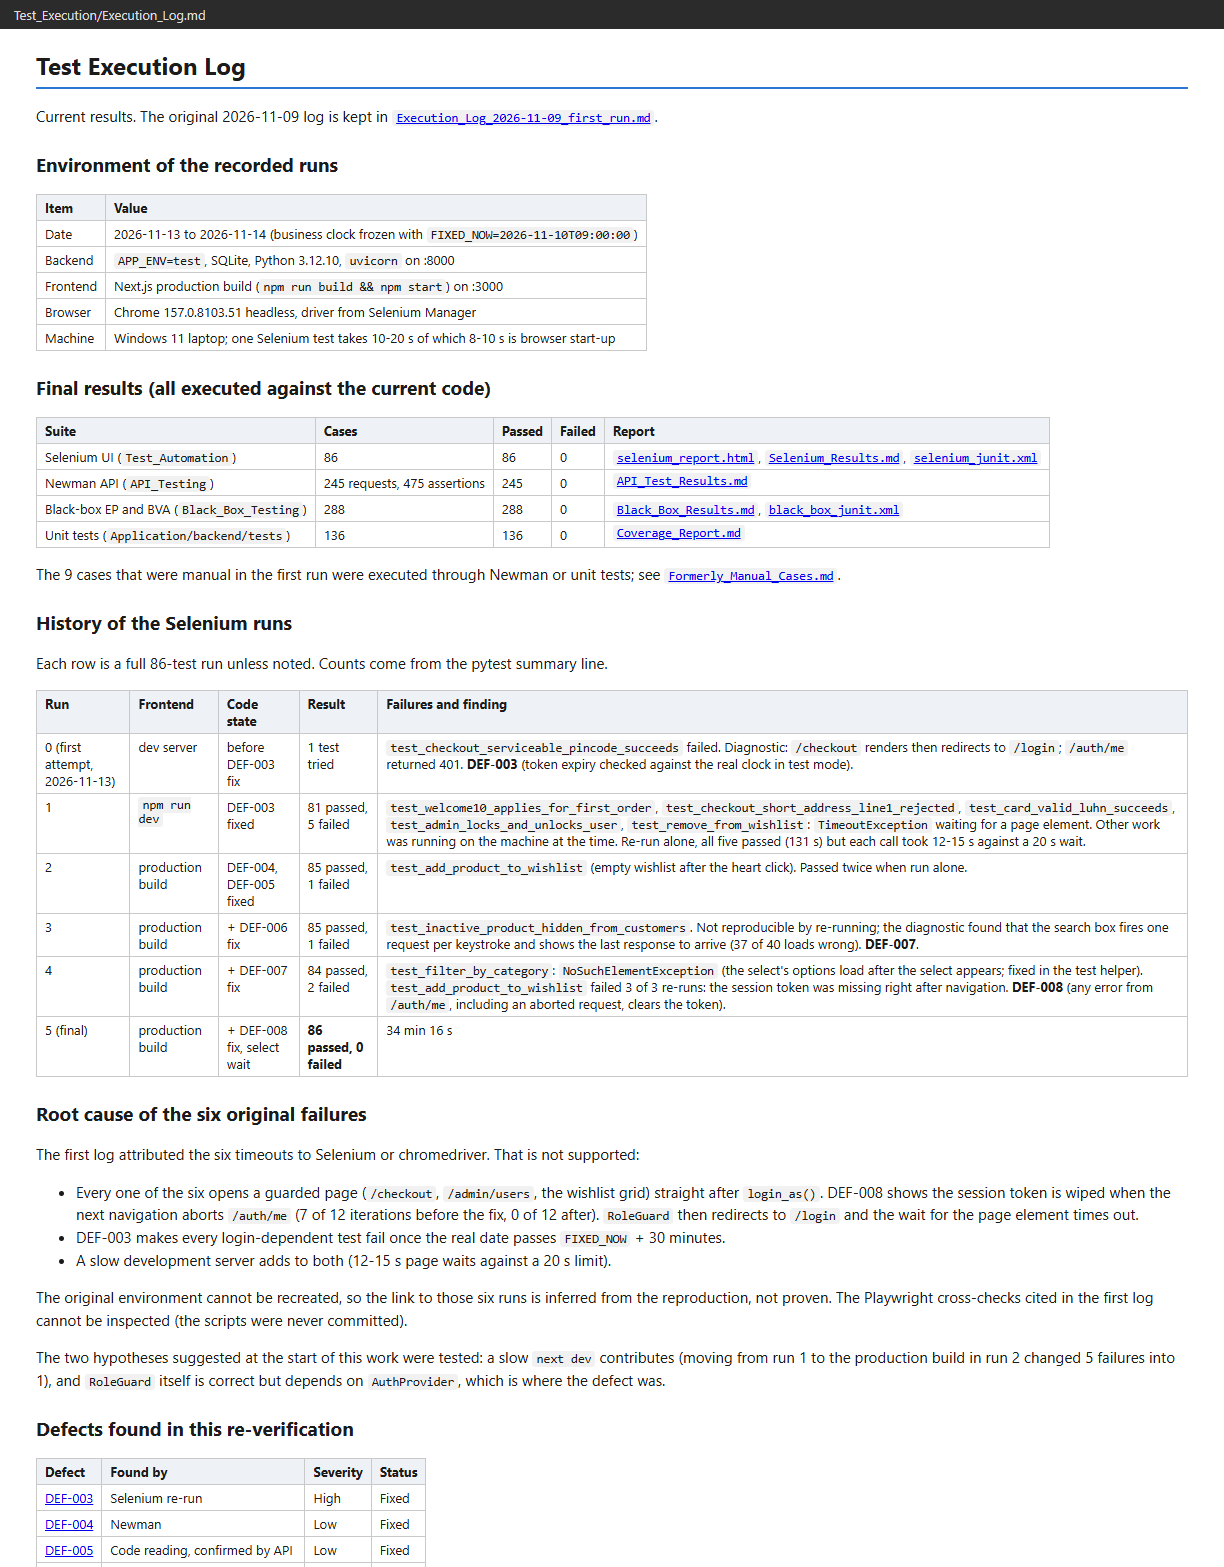 Test_Execution/Execution_Log.md
Test Execution Log
Current results. The original 2026-11-09 log is kept in Execution_Log_2026-11-09_first_run.md.
Environment of the recorded runs
Item Value
Date 2026-11-13 to 2026-11-14 (business clock frozen with FIXED_NOW=2026-11-10T09:00:00)
Backend APP_ENV=test, SQLite, Python 3.12.10, uvicorn on :8000
Frontend Next.js production build (npm run build && npm start) on :3000
Browser Chrome 157.0.8103.51 headless, driver from Selenium Manager
Machine Windows 11 laptop; one Selenium test takes 10-20 s of which 8-10 s is browser start-up
Final results (all executed against the current code)
Suite Cases Passed Failed Report
Selenium UI (Test_Automation) 86 86 0 selenium_report.html, Selenium_Results.md, selenium_junit.xml
Newman API (API_Testing) 245 requests, 475 assertions 245 0 API_Test_Results.md
Black-box EP and BVA (Black_Box_Testing) 288 288 0 Black_Box_Results.md, black_box_junit.xml
Unit tests (Application/backend/tests) 136 136 0 Coverage_Report.md
The 9 cases that were manual in the first run were executed through Newman or unit tests; see Formerly_Manual_Cases.md.
History of the Selenium runs
Each row is a full 86-test run unless noted. Counts come from the pytest summary line.
Run Frontend Code state Result Failures and finding
0 (first attempt, 2026-11-13)
dev server
before DEF-003 fix
1 test tried
test_checkout_serviceable_pincode_succeeds failed. Diagnostic: /checkout renders then redirects to /login; /auth/me
returned 401. DEF-003 (token expiry checked against the real clock in test mode).
1
npm run dev
DEF-003 fixed
81 passed, 5 failed
test_welcome10_applies_for_first_order, test_checkout_short_address_line1_rejected, test_card_valid_luhn_succeeds,
test_admin_locks_and_unlocks_user, test_remove_from_wishlist: TimeoutException waiting for a page element. Other work
was running on the machine at the time. Re-run alone, all five passed (131 s) but each call took 12-15 s against a 20 s wait.
2
production build
DEF-004, DEF-005 fixed
85 passed, 1 failed
test_add_product_to_wishlist (empty wishlist after the heart click). Passed twice when run alone.
3
production build
+ DEF-006 fix
85 passed, 1 failed
test_inactive_product_hidden_from_customers. Not reproducible by re-running; the diagnostic found that the search box fires one
request per keystroke and shows the last response to arrive (37 of 40 loads wrong). DEF-007.
4
production build
+ DEF-007 fix
84 passed, 2 failed
test_filter_by_category: NoSuchElementException (the select's options load after the select appears; fixed in the test helper).
test_add_product_to_wishlist failed 3 of 3 re-runs: the session token was missing right after navigation. DEF-008 (any error from
/auth/me, including an aborted request, clears the token).
5 (final)
production build
+ DEF-008 fix, select wait
86 passed, 0 failed
34 min 16 s
Root cause of the six original failures
The first log attributed the six timeouts to Selenium or chromedriver. That is not supported:
• Every one of the six opens a guarded page (/checkout, /admin/users, the wishlist grid) straight after login_as(). DEF-008 shows the session token is wiped when the
next navigation aborts /auth/me (7 of 12 iterations before the fix, 0 of 12 after). RoleGuard then redirects to /login and the wait for the page element times out.
• DEF-003 makes every login-dependent test fail once the real date passes FIXED_NOW + 30 minutes.
• A slow development server adds to both (12-15 s page waits against a 20 s limit).
The original environment cannot be recreated, so the link to those six runs is inferred from the reproduction, not proven. The Playwright cross-checks cited in the first log
cannot be inspected (the scripts were never committed).
The two hypotheses suggested at the start of this work were tested: a slow next dev contributes (moving from run 1 to the production build in run 2 changed 5 failures into
1), and RoleGuard itself is correct but depends on AuthProvider, which is where the defect was.
Defects found in this re-verification
Defect Found by Severity Status
DEF-003 Selenium re-run High Fixed
DEF-004 Newman Low Fixed
DEF-005 Code reading, confirmed by API Low Fixed